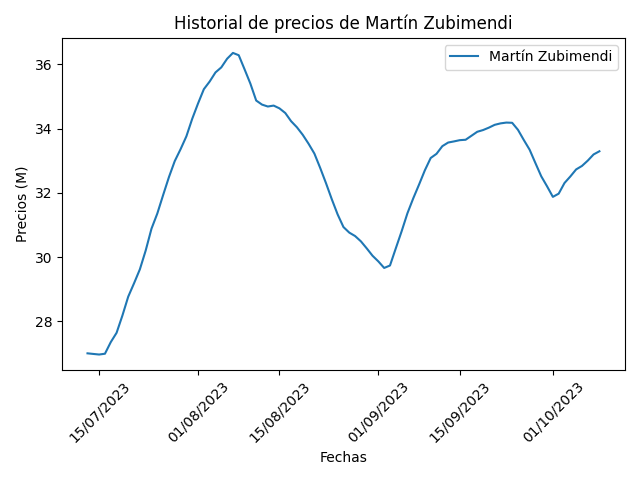 Historial de precios de Martín Zubimendi
Martín Zubimendi
Precios (M)
36
34
32
30
28
15/07/2023
01/08/2023
15/08/2023
01/09/2023
15/09/2023
01/10/2023
Fechas